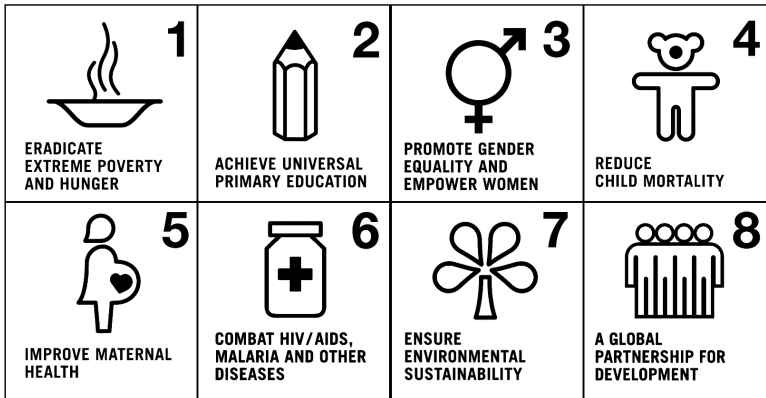 1
ERADICATE
EXTREME POVERTY
AND HUNGER
2
ACHIEVE UNIVERSAL
PRIMARY EDUCATION
3
PROMOTE GENDER
EQUALITY AND
EMPOWER WOMEN
4
REDUCE
CHILD MORTALITY
5
IMPROVE MATERNAL
HEALTH
6
COMBAT HIV/AIDS,
MALARIA AND OTHER
DISEASES
7
ENSURE
ENVIRONMENTAL
SUSTAINABILITY
8
A GLOBAL
PARTNERSHIP FOR
DEVELOPMENT